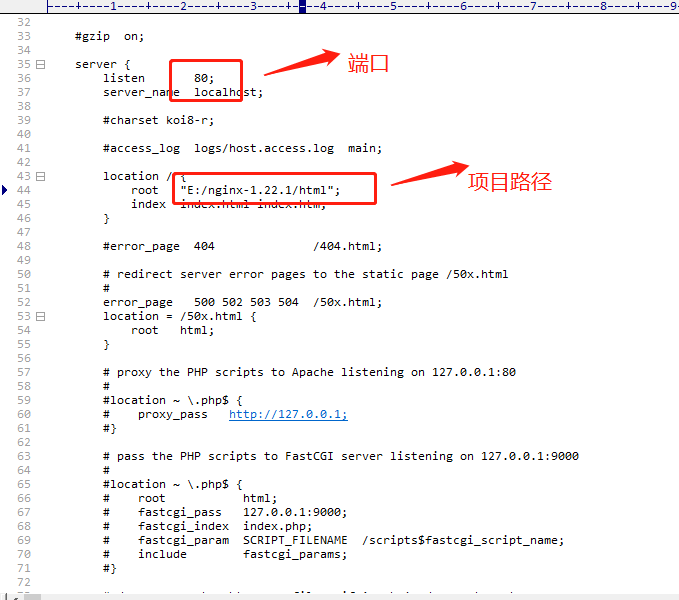 ----+----1----+----2----+----3----+----4----+----5----+----6----+----7----+----8----+----9
32
33 #gzip  on;
34
35 server {
36 listen       80;
37 server_name  localhost;
38
39 #charset koi8-r;
40
41 #access_log  logs/host.access.log  main;
42
43 location / {
44 root   "E:/nginx-1.22.1/html";
45 index  index.html index.htm;
46 }
47
48 #error_page  404              /404.html;
49
50 # redirect server error pages to the static page /50x.html
51 #
52 error_page   500 502 503 504  /50x.html;
53 location = /50x.html {
54 root   html;
55 }
56
57 # proxy the PHP scripts to Apache listening on 127.0.0.1:80
58 #
59 #location ~ \.php$ {
60 #    proxy_pass   http://127.0.0.1;
61 #}
62
63 # pass the PHP scripts to FastCGI server listening on 127.0.0.1:9000
64 #
65 #location ~ \.php$ {
66 #    root           html;
67 #    fastcgi_pass   127.0.0.1:9000;
68 #    fastcgi_index  index.php;
69 #    fastcgi_param  SCRIPT_FILENAME  /scripts$fastcgi_script_name;
70 #    include        fastcgi_params;
71 #}
72
端口
项目路径